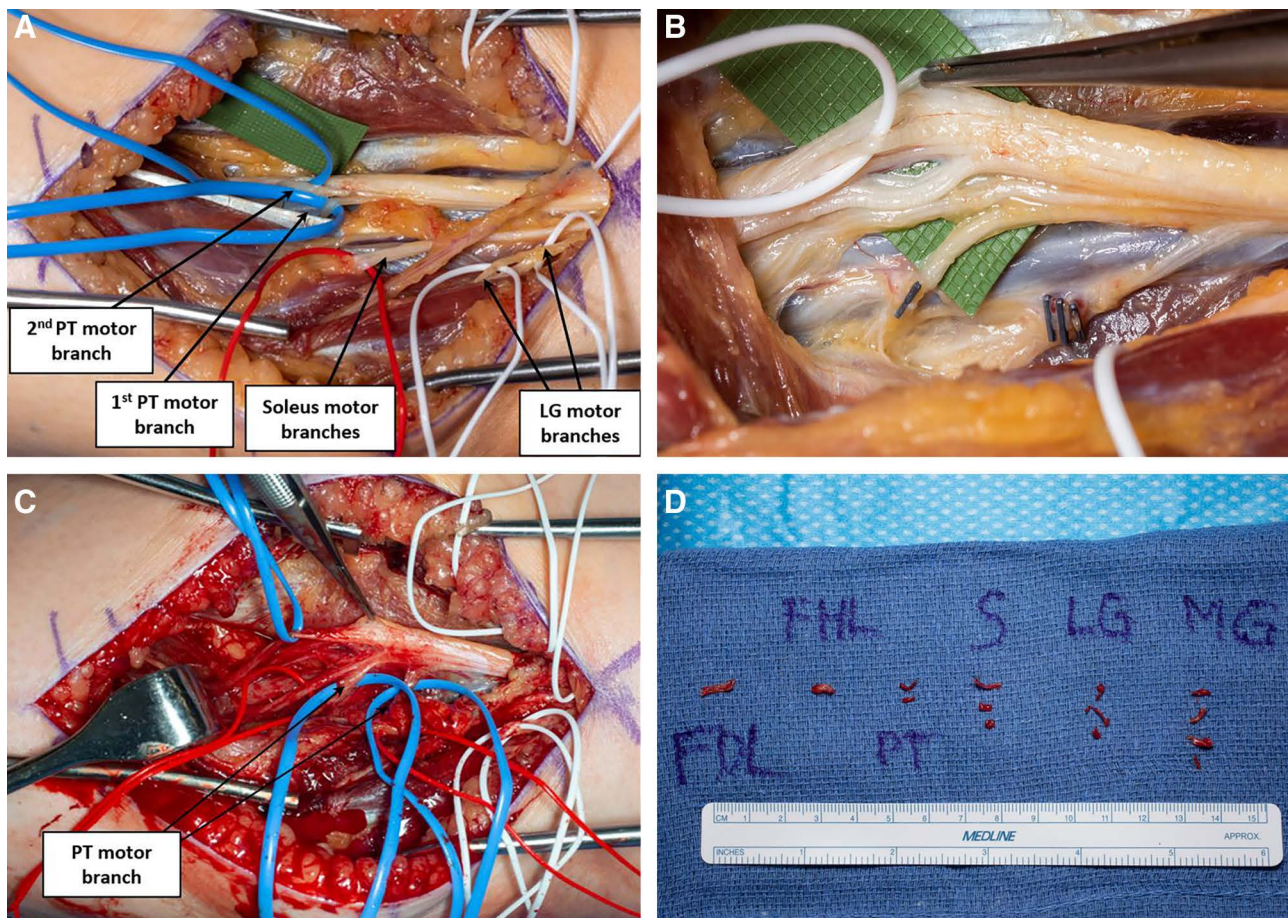 A
2nd PT motor
branch
1st PT motor
branch
Soleus motor
branches
LG motor
branches
B
C
PT motor
branch
D
FHL S LG MG
FDL PT
CM 1 2 3 4 5 6 7 8 9 10 11 12 13 14 15
MEDLINE APPROX.
INCHES 1 2 3 4 5 6